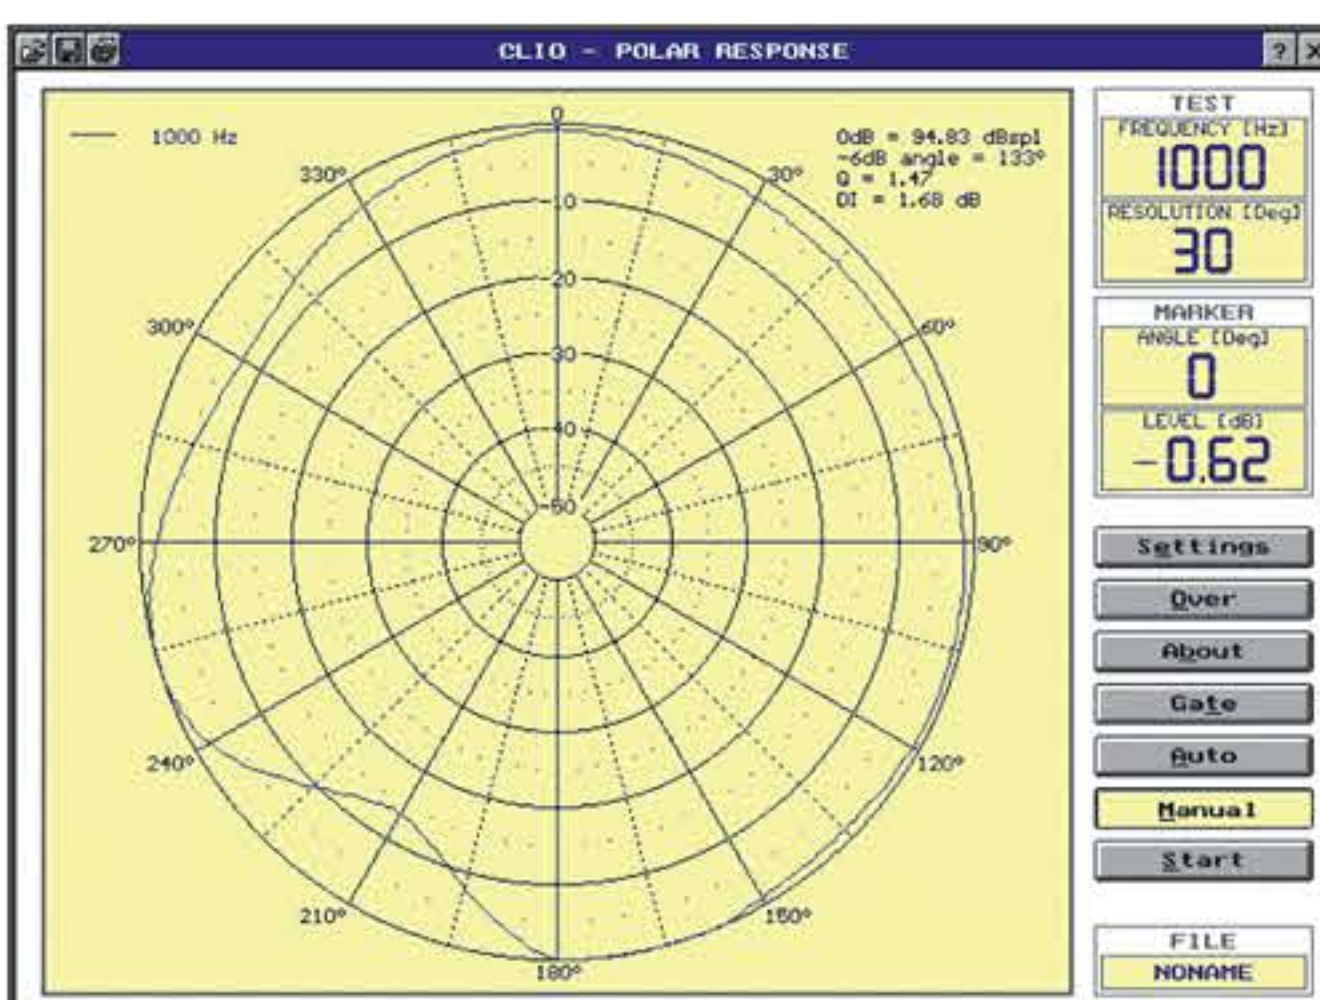 CLIO - POLAR RESPONSE
? X
1000 Hz
0dB = 94.83 dBspl
-6dB angle = 133°
Q = 1.47
DI = 1.68 dB
0
330°
30°
-10
-20
300°
60°
-30
-40
-50
270°
90°
240°
120°
210°
150°
180°
TEST
FREQUENCY [Hz]
1000
RESOLUTION [Deg]
30
MARKER
ANGLE [Deg]
0
LEVEL [dB]
-0.62
Settings
Over
About
Gate
Auto
Manual
Start
FILE
NONAME